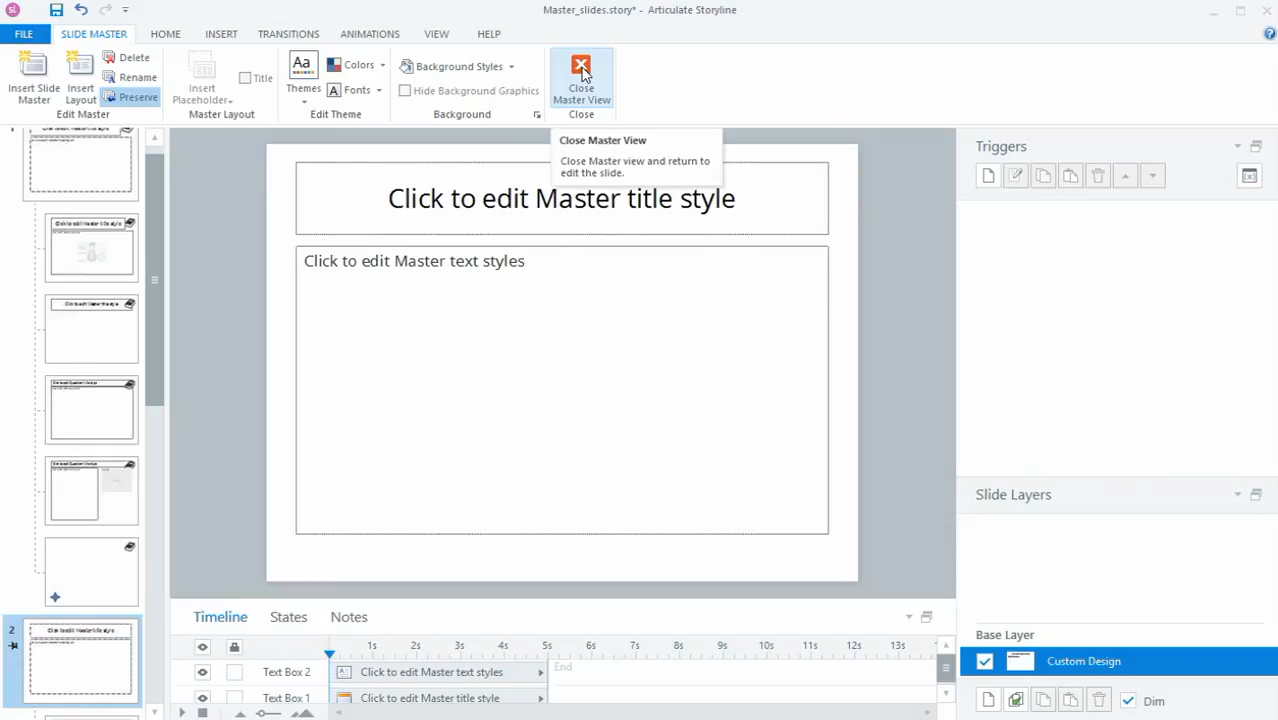 Master_slides.story* - Articulate Storyline
FILE
SLIDE MASTER
HOME
INSERT
TRANSITIONS
ANIMATIONS
VIEW
HELP
Insert Slide
Master
Insert
Layout
Delete
Rename
Preserve
Edit Master
Insert
Placeholder
Title
Master Layout
Aa
Themes
Colors
A Fonts
Edit Theme
Background Styles
Hide Background Graphics
Background
Close
Master View
Close
Close Master View
Close Master view and return to
edit the slide.
Click to edit Master title style
Click to edit Master text styles
Triggers
Slide Layers
Base Layer
Custom Design
Dim
2
Timeline
States
Notes
1s
2s
3s
4s
5s
6s
7s
8s
9s
10s
11s
12s
13s
Text Box 2
Click to edit Master text styles
End
Text Box 1
Click to edit Master title style